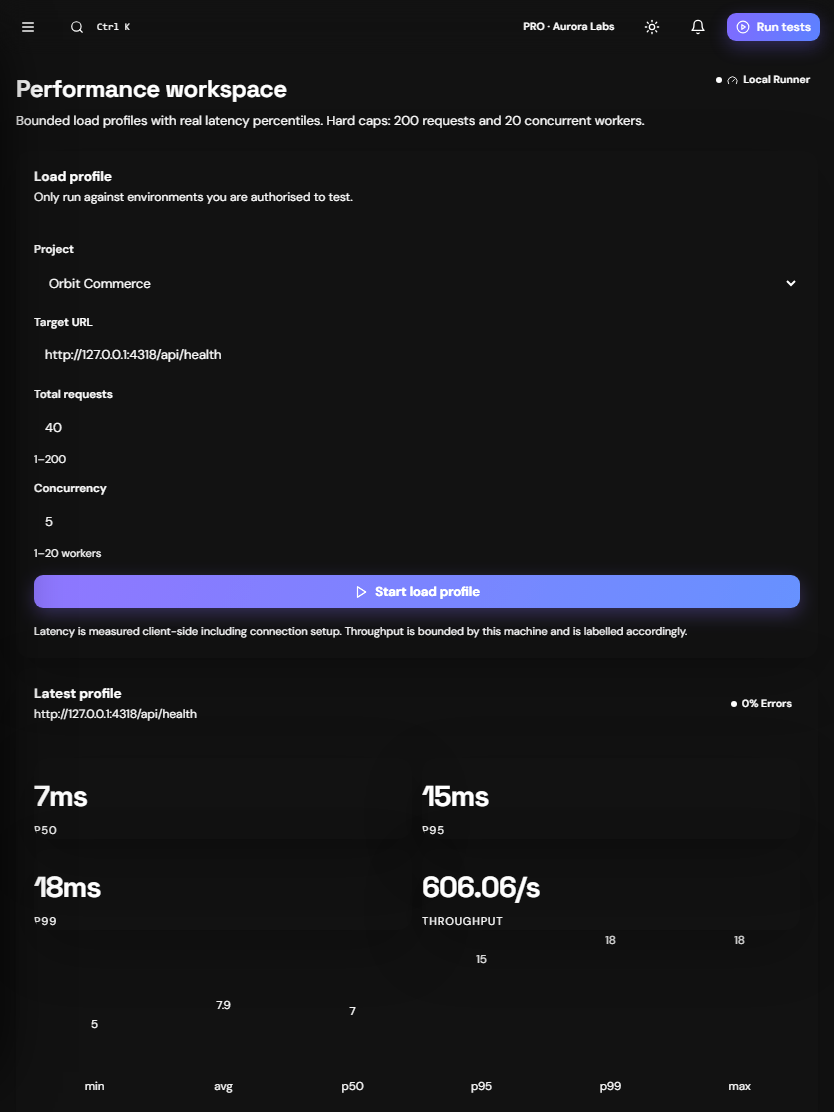 Ctrl K
PRO · Aurora Labs
Run tests
Performance workspace
Local Runner
Bounded load profiles with real latency percentiles. Hard caps: 200 requests and 20 concurrent workers.
Load profile
Only run against environments you are authorised to test.
Project
Orbit Commerce
Target URL
http://127.0.0.1:4318/api/health
Total requests
40
1–200
Concurrency
5
1–20 workers
Start load profile
Latency is measured client-side including connection setup. Throughput is bounded by this machine and is labelled accordingly.
Latest profile
http://127.0.0.1:4318/api/health
0% Errors
7ms
P50
15ms
P95
18ms
P99
606.06/s
THROUGHPUT
5
7.9
7
15
18
18
min
avg
p50
p95
p99
max